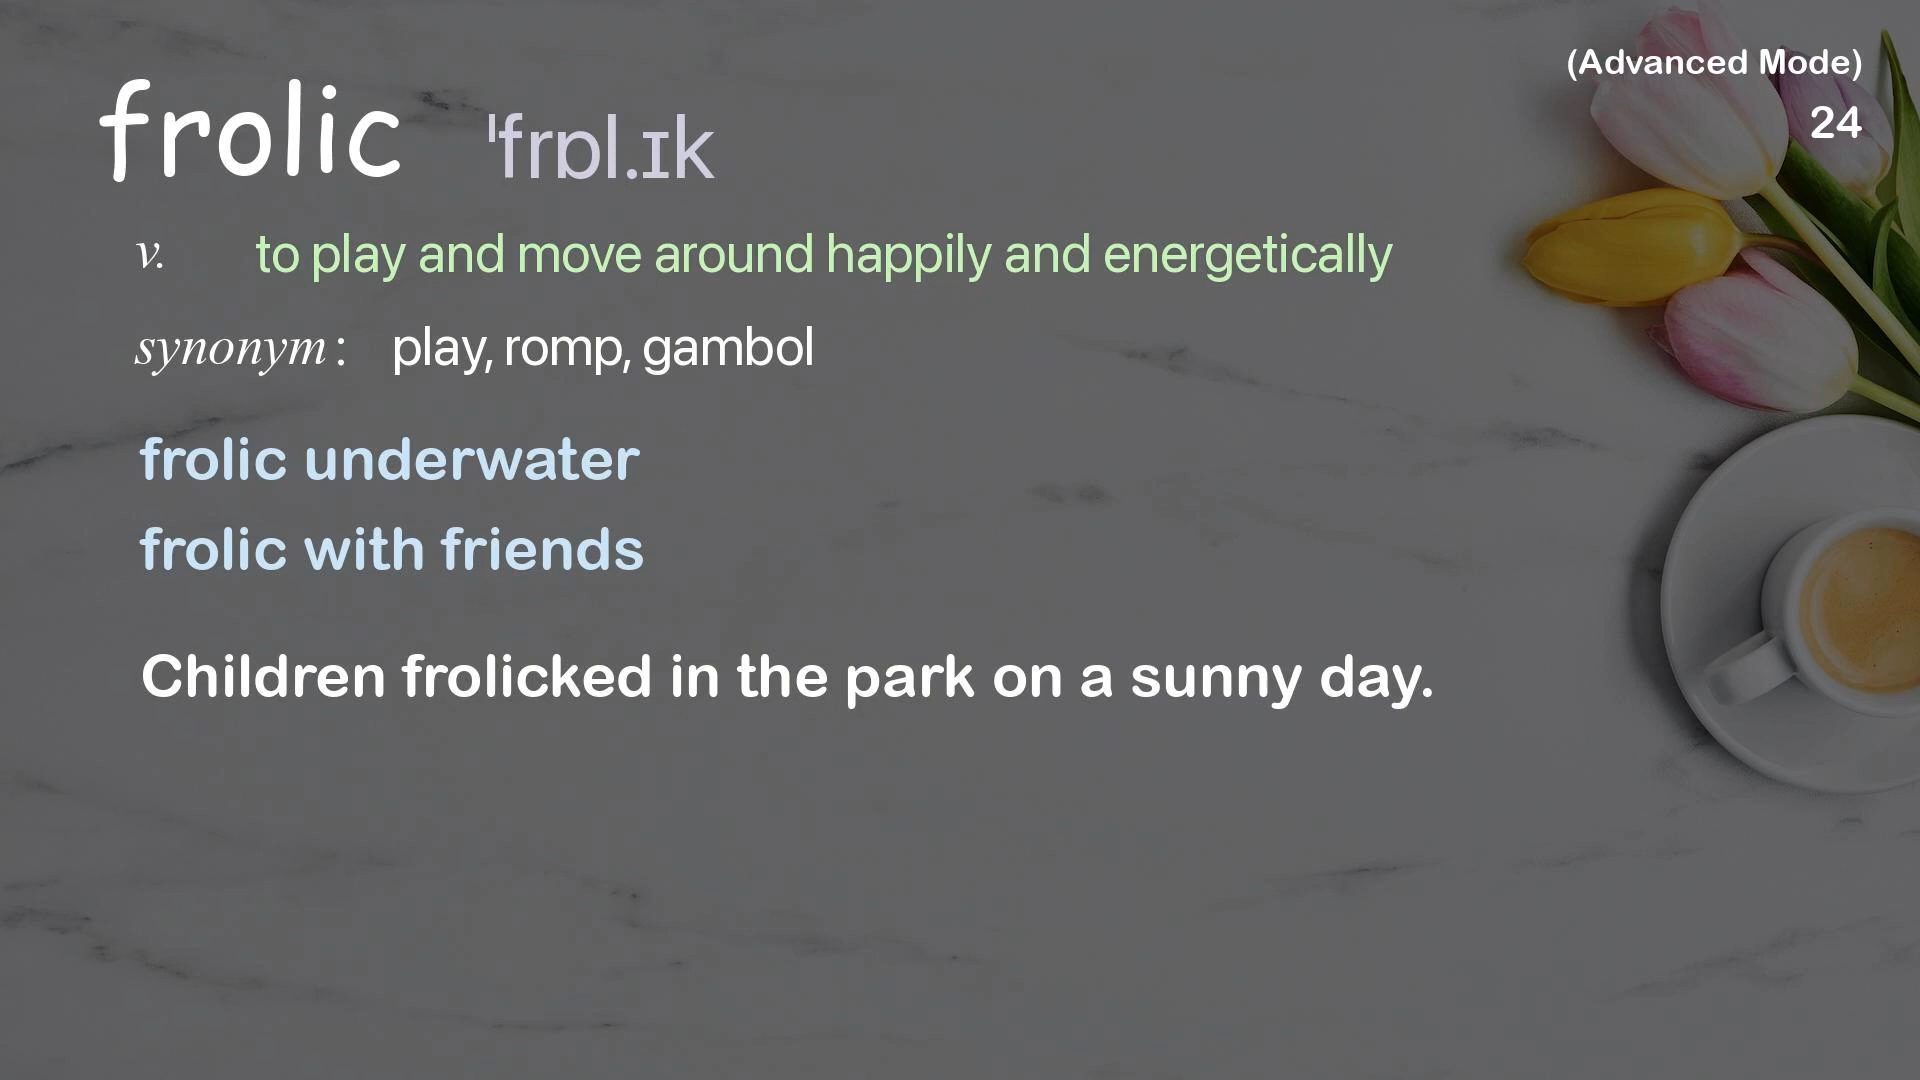 (Advanced Mode)
24
frolic ˈfrɒl.ɪk
v. to play and move around happily and energetically
synonym : play, romp, gambol
frolic underwater
frolic with friends
Children frolicked in the park on a sunny day.